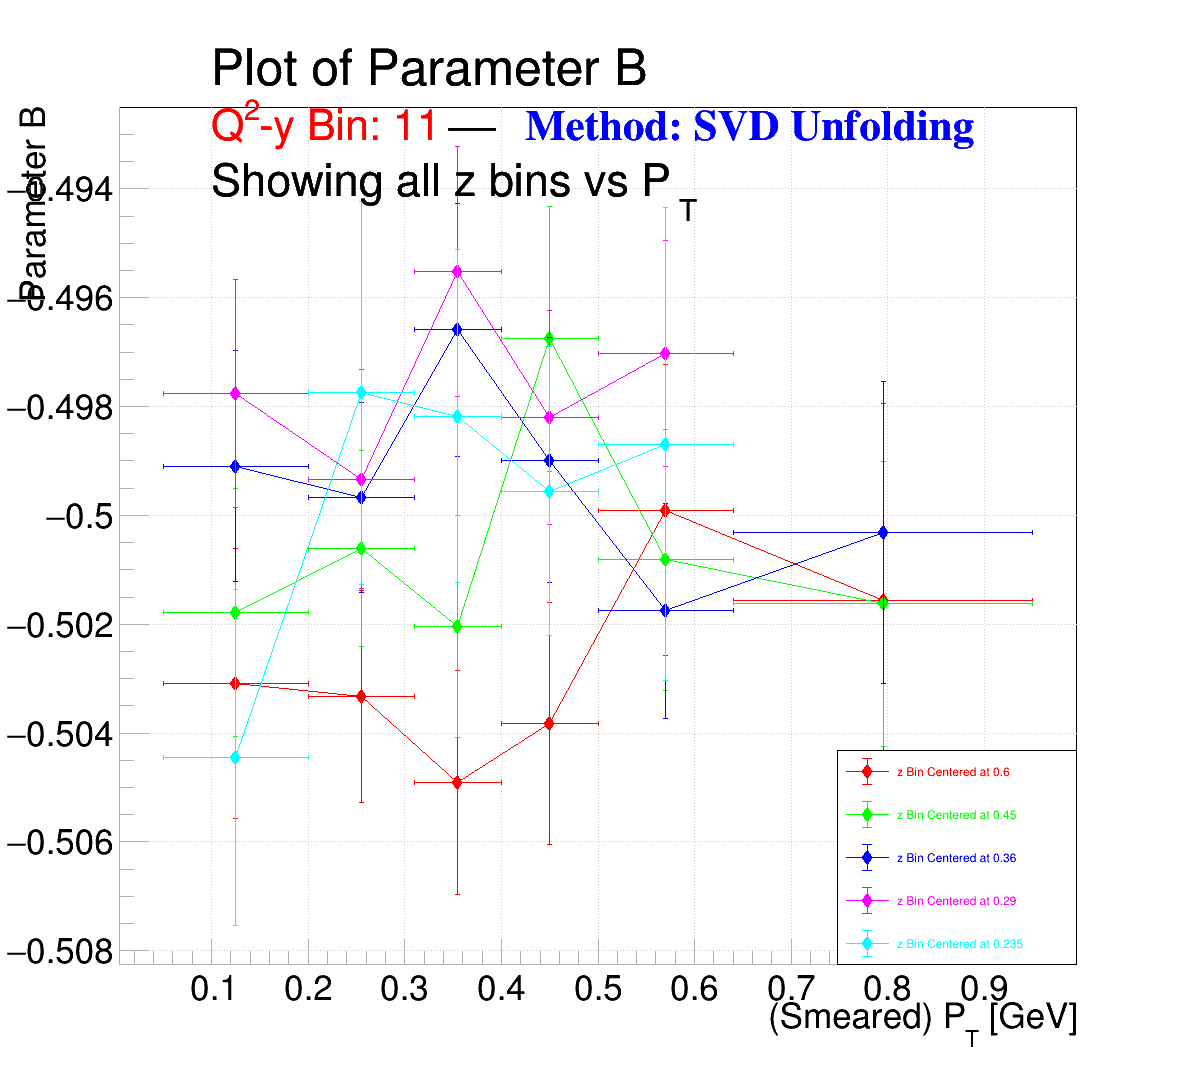 Plot of Parameter B
Q²-y Bin: 11 — Method: SVD Unfolding
Showing all z bins vs P_T
Parameter B
−0.494
−0.496
−0.498
−0.5
−0.502
−0.504
−0.506
−0.508
z Bin Centered at 0.6
z Bin Centered at 0.45
z Bin Centered at 0.36
z Bin Centered at 0.29
z Bin Centered at 0.235
0.1 0.2 0.3 0.4 0.5 0.6 0.7 0.8 0.9
(Smeared) P_T [GeV]